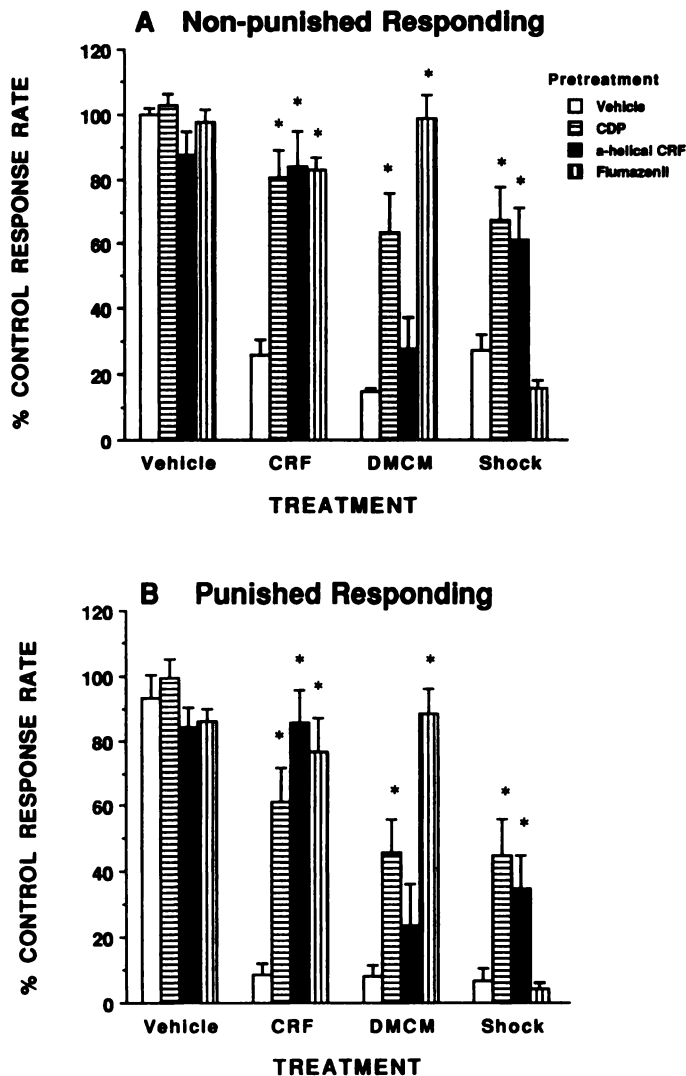 A Non-punished Responding
% CONTROL RESPONSE RATE
120
100
80
60
40
20
0
Pretreatment
Vehicle
CDP
a-helical CRF
Flumazenil
* * * * * * *
Vehicle CRF DMCM Shock
TREATMENT
B Punished Responding
% CONTROL RESPONSE RATE
120
100
80
60
40
20
0
* * * * * * *
Vehicle CRF DMCM Shock
TREATMENT